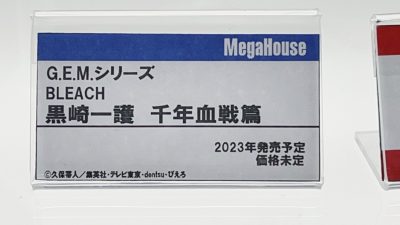 MegaHouse
G.E.M.シリーズ
BLEACH
黒崎一護 千年血戦篇
2023年発売予定
価格未定
©久保帯人／集英社・テレビ東京・dentsu・ぴえろ